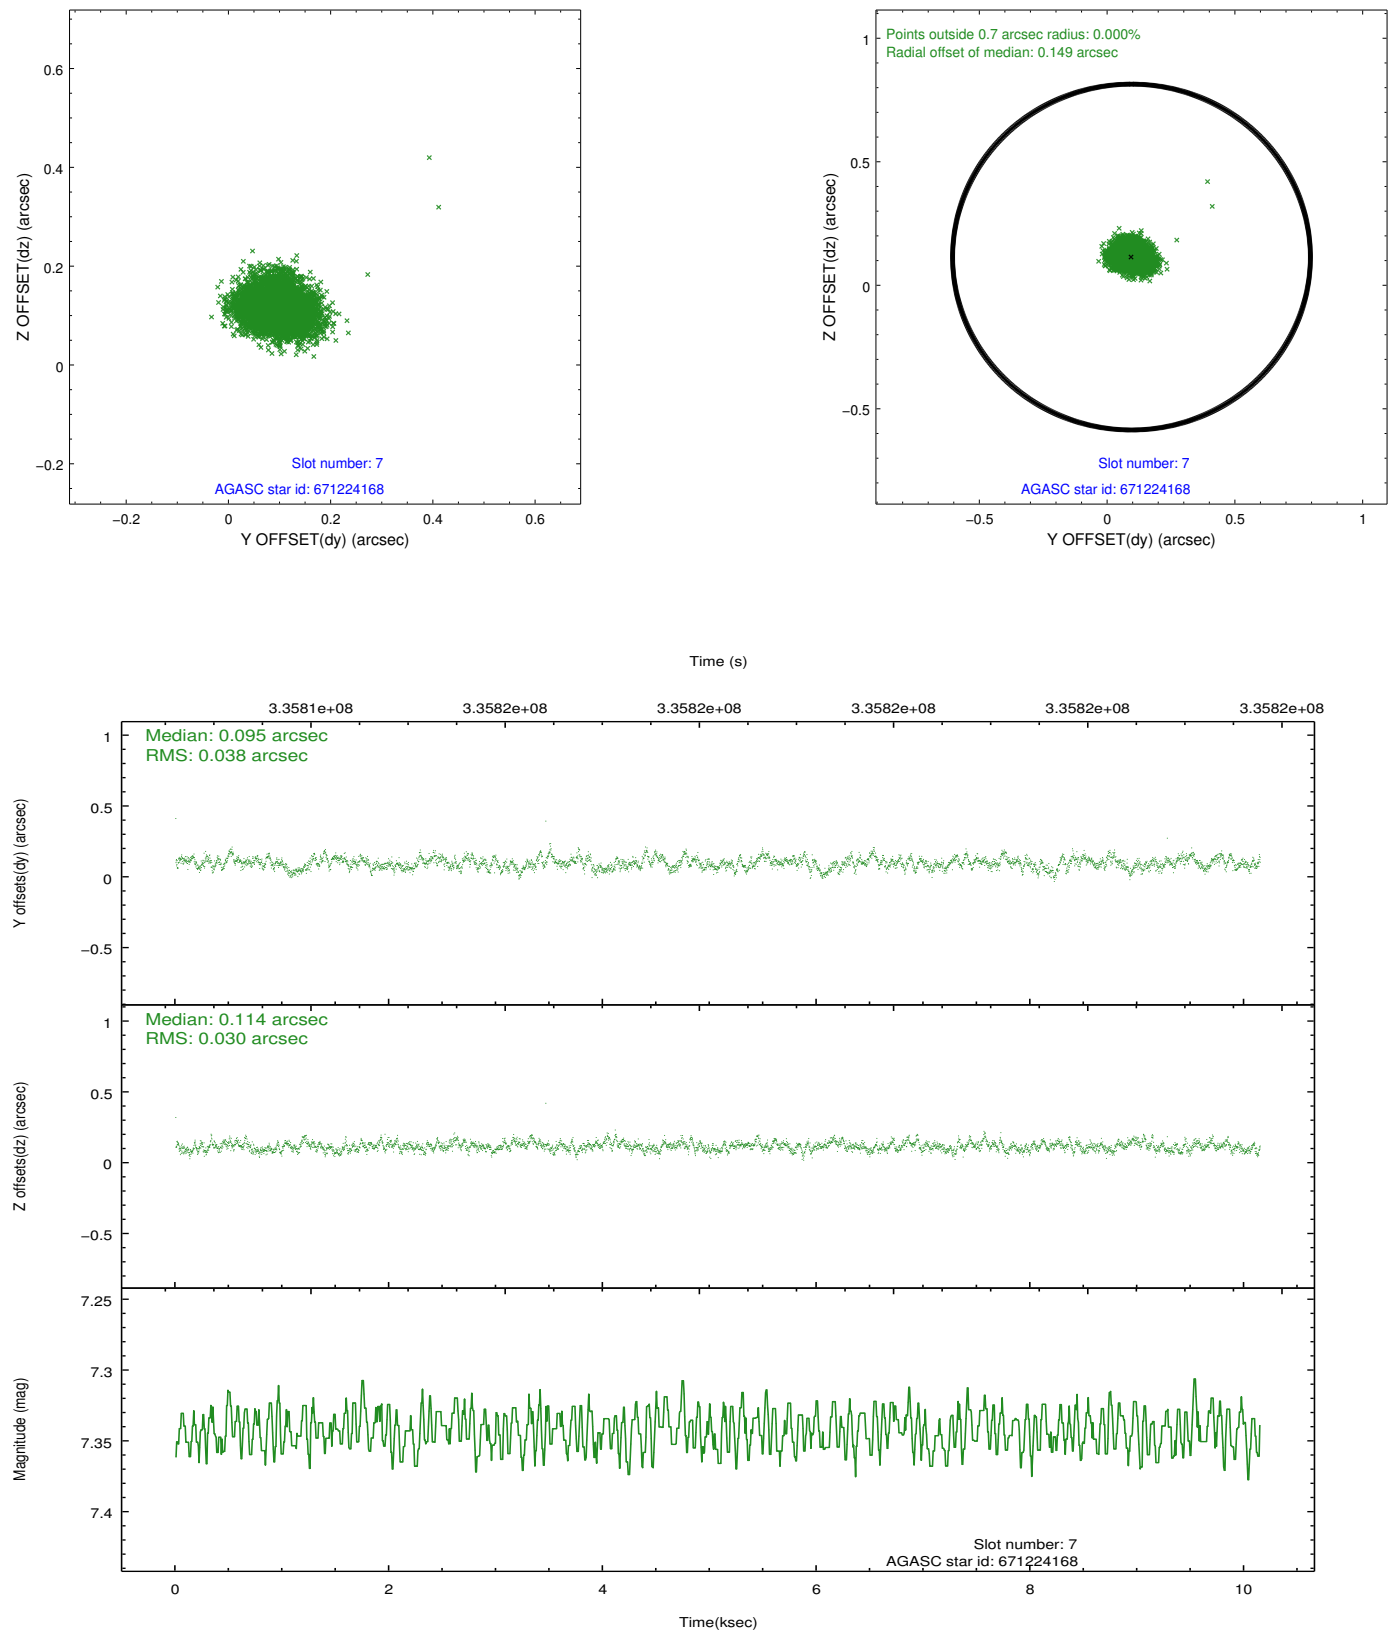 0.6
0.4
0.2
0
−0.2
Z OFFSET(dz) (arcsec)
Slot number: 7
AGASC star id: 671224168
−0.2 0 0.2 0.4 0.6
Y OFFSET(dy) (arcsec)
Points outside 0.7 arcsec radius: 0.000%
Radial offset of median: 0.149 arcsec
1
0.5
0
−0.5
Z OFFSET(dz) (arcsec)
Slot number: 7
AGASC star id: 671224168
−0.5 0 0.5 1
Y OFFSET(dy) (arcsec)
Time (s)
3.3581e+08 3.3582e+08 3.3582e+08 3.3582e+08 3.3582e+08 3.3582e+08
Median: 0.095 arcsec
RMS: 0.038 arcsec
1
0.5
0
−0.5
Y offsets(dy) (arcsec)
Median: 0.114 arcsec
RMS: 0.030 arcsec
1
0.5
0
−0.5
Z offsets(dz) (arcsec)
7.25
7.3
7.35
7.4
Magnitude (mag)
Slot number: 7
AGASC star id: 671224168
0 2 4 6 8 10
Time(ksec)